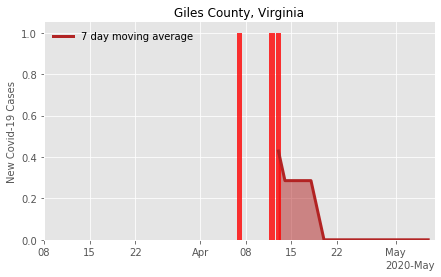 Giles County, Virginia
7 day moving average
New Covid-19 Cases
1.0
0.8
0.6
0.4
0.2
0.0
08 15 22 Apr 08 15 22 May
2020-May